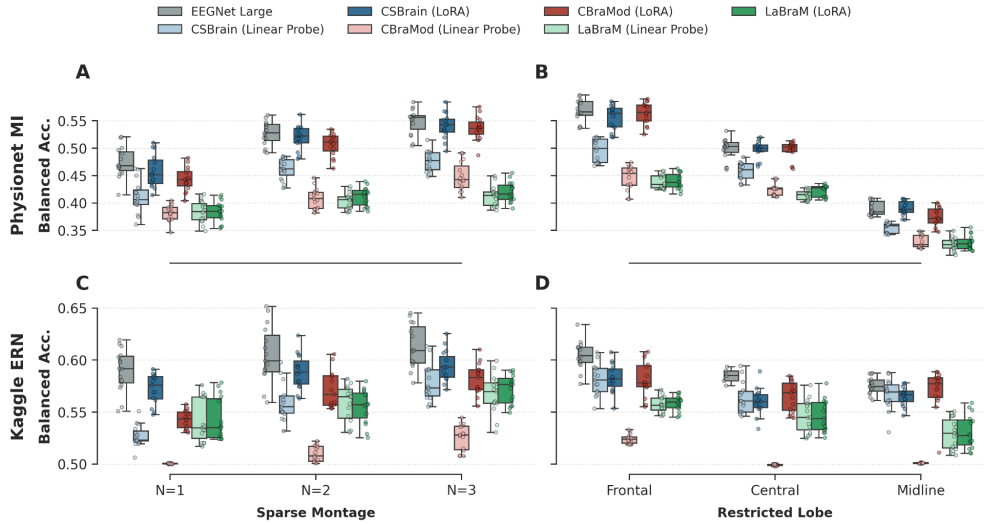 EEGNet Large
CSBrain (LoRA)
CBraMod (LoRA)
LaBraM (LoRA)
CSBrain (Linear Probe)
CBraMod (Linear Probe)
LaBraM (Linear Probe)
A
B
Physionet MI
Balanced Acc.
0.55
0.50
0.45
0.40
0.35
C
D
Kaggle ERN
Balanced Acc.
0.65
0.60
0.55
0.50
N=1
N=2
N=3
Frontal
Central
Midline
Sparse Montage
Restricted Lobe